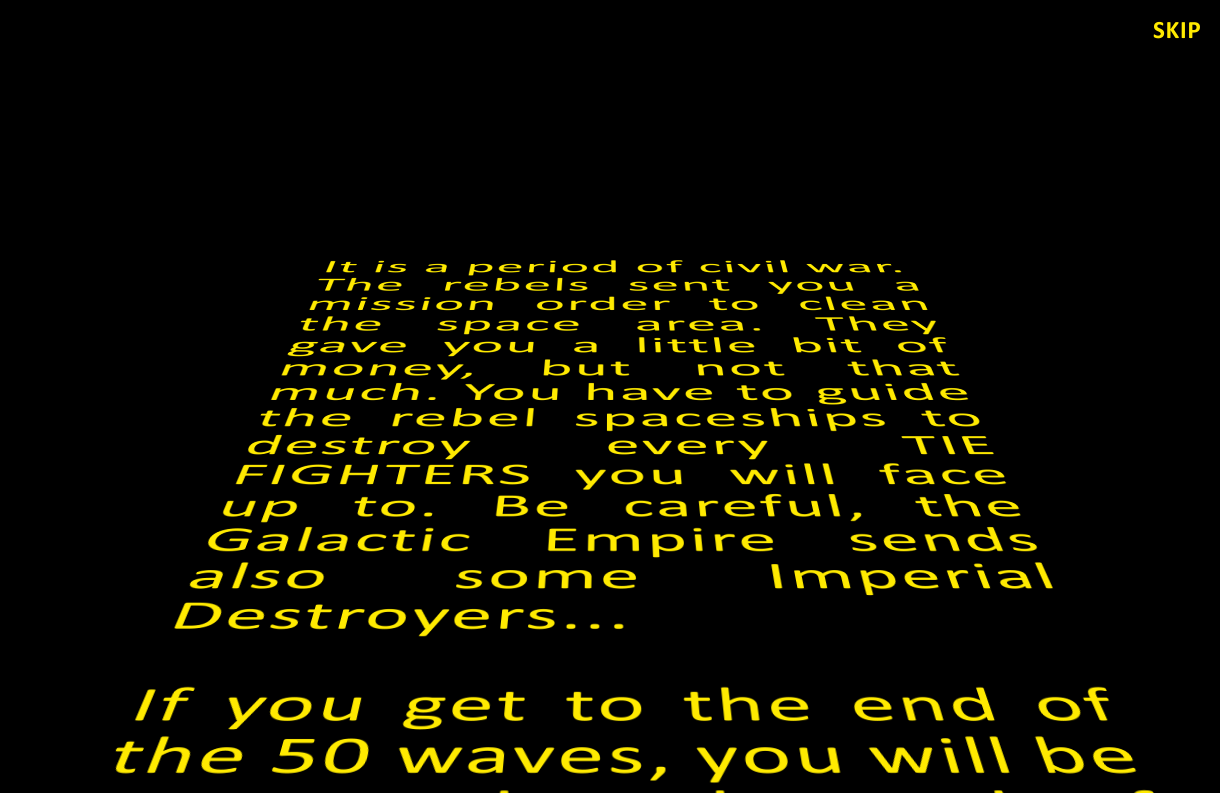 SKIP
It is a period of civil war.
The rebels sent you a
mission order to clean
the space area. They
gave you a little bit of
money, but not that
much. You have to guide
the rebel spaceships to
destroy every TIE
FIGHTERS you will face
up to. Be careful, the
Galactic Empire sends
also some Imperial
Destroyers...
If you get to the end of
the 50 waves, you will be